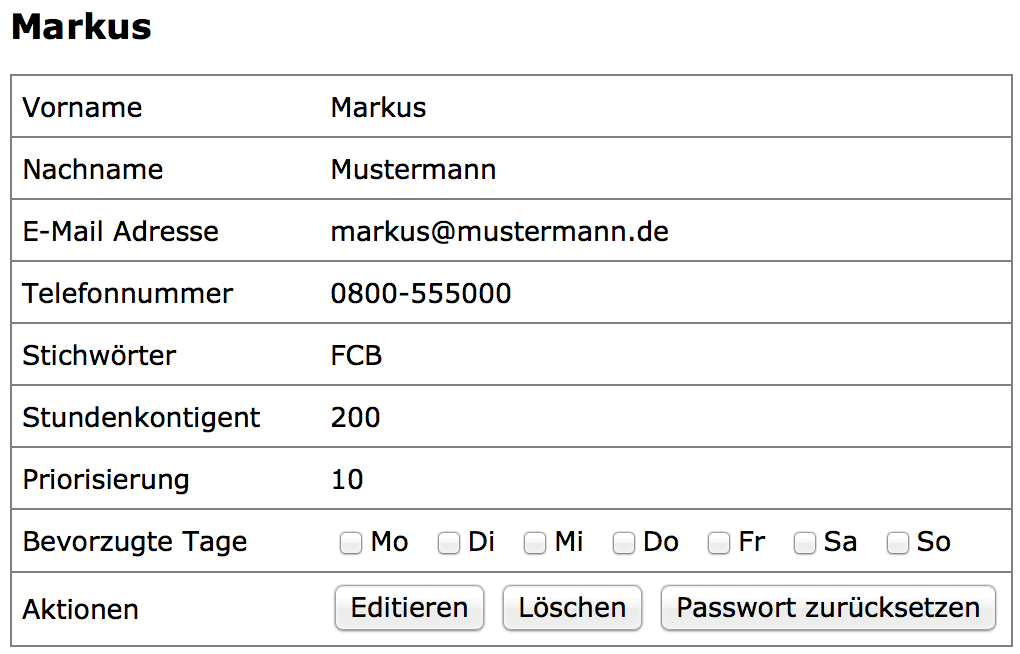 Markus
Vorname Markus
Nachname Mustermann
E-Mail Adresse markus@mustermann.de
Telefonnummer 0800-555000
Stichwörter FCB
Stundenkontigent 200
Priorisierung 10
Bevorzugte Tage Mo Di Mi Do Fr Sa So
Aktionen Editieren Löschen Passwort zurücksetzen